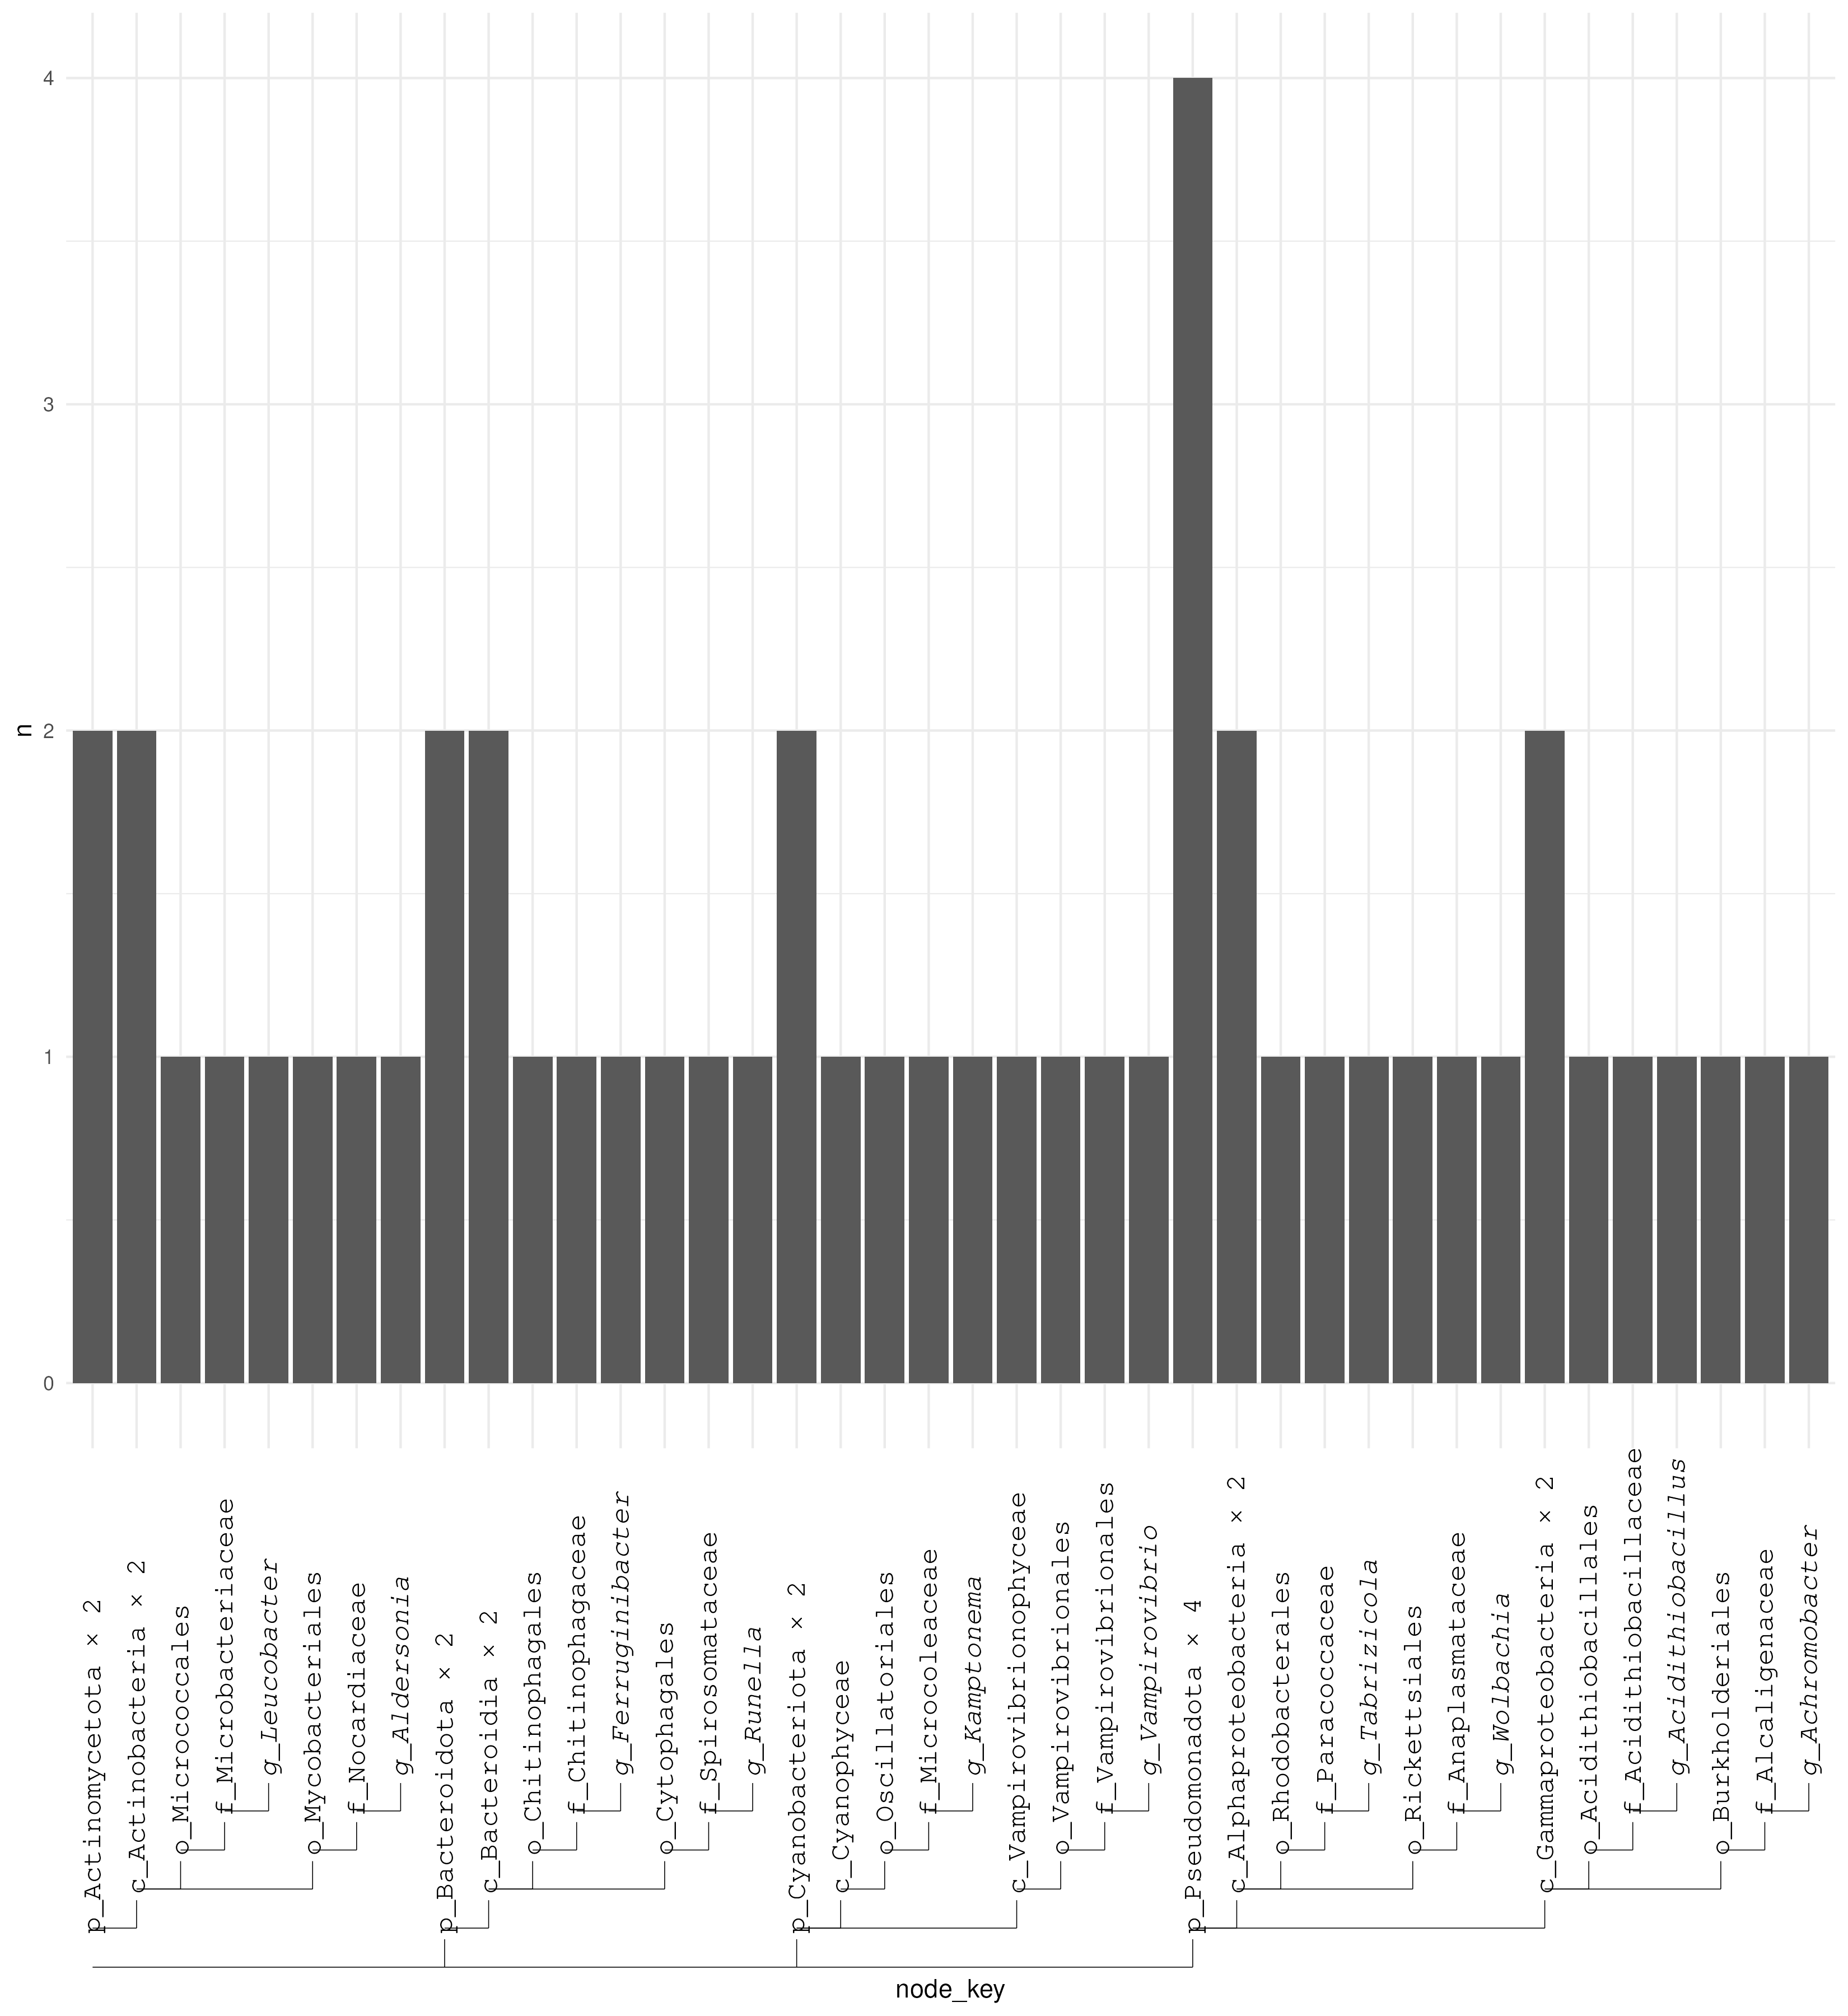 4
3
2
1
0
n
p_Actinomycetota × 2
c_Actinobacteria × 2
o_Micrococcales
f_Microbacteriaceae
g_Leucobacter
o_Mycobacteriales
f_Nocardiaceae
g_Aldersonia
p_Bacteroidota × 2
c_Bacteroidia × 2
o_Chitinophagales
f_Chitinophagaceae
g_Ferruginibacter
o_Cytophagales
f_Spirosomataceae
g_Runella
p_Cyanobacteriota × 2
c_Cyanophyceae
o_Oscillatoriales
f_Microcoleaceae
g_Kamptonema
c_Vampirovibrionophyceae
o_Vampirovibrionales
f_Vampirovibrionales
g_Vampirovibrio
p_Pseudomonadota × 4
c_Alphaproteobacteria × 2
o_Rhodobacterales
f_Paracoccaceae
g_Tabrizicola
o_Rickettsiales
f_Anaplasmataceae
g_Wolbachia
c_Gammaproteobacteria × 2
o_Acidithiobacillales
f_Acidithiobacillaceae
g_Acidithiobacillus
o_Burkholderiales
f_Alcaligenaceae
g_Achromobacter
node_key